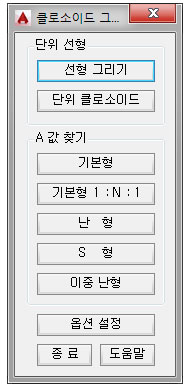 클로소이드 그...
단위 선형
선형 그리기
단위 클로소이드
A 값 찾기
기본형
기본형 1 : N : 1
난 형
S 형
이중 난형
옵션 설정
종 료 도움말